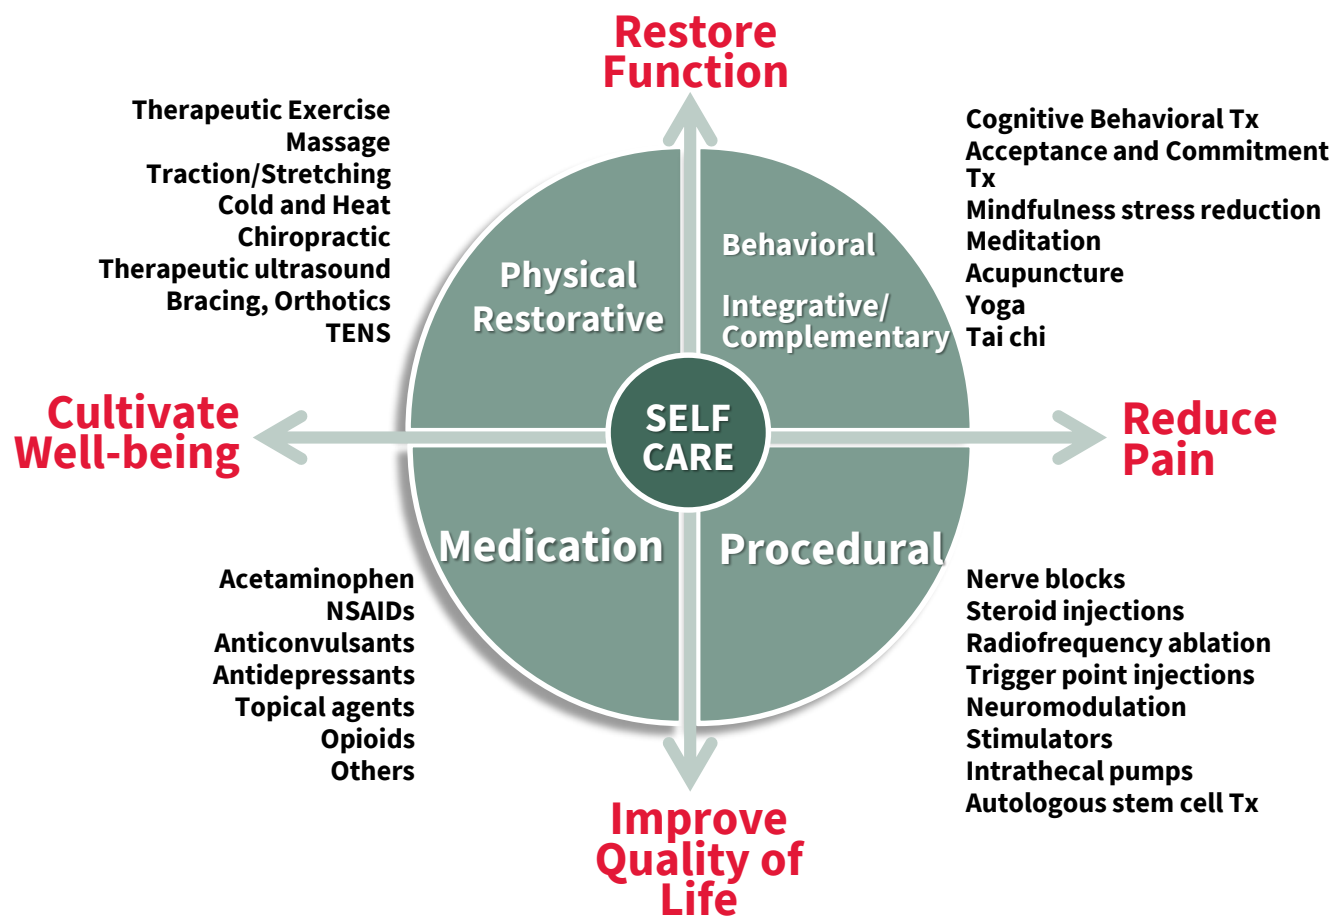 Restore
Function
Therapeutic Exercise
Massage
Traction/Stretching
Cold and Heat
Chiropractic
Therapeutic ultrasound
Bracing, Orthotics
TENS
Cognitive Behavioral Tx
Acceptance and Commitment
Tx
Mindfulness stress reduction
Meditation
Acupuncture
Yoga
Tai chi
Physical
Restorative
Behavioral
Integrative/
Complementary
Cultivate
Well-being
SELF
CARE
Reduce
Pain
Medication
Procedural
Acetaminophen
NSAIDs
Anticonvulsants
Antidepressants
Topical agents
Opioids
Others
Nerve blocks
Steroid injections
Radiofrequency ablation
Trigger point injections
Neuromodulation
Stimulators
Intrathecal pumps
Autologous stem cell Tx
Improve
Quality of
Life